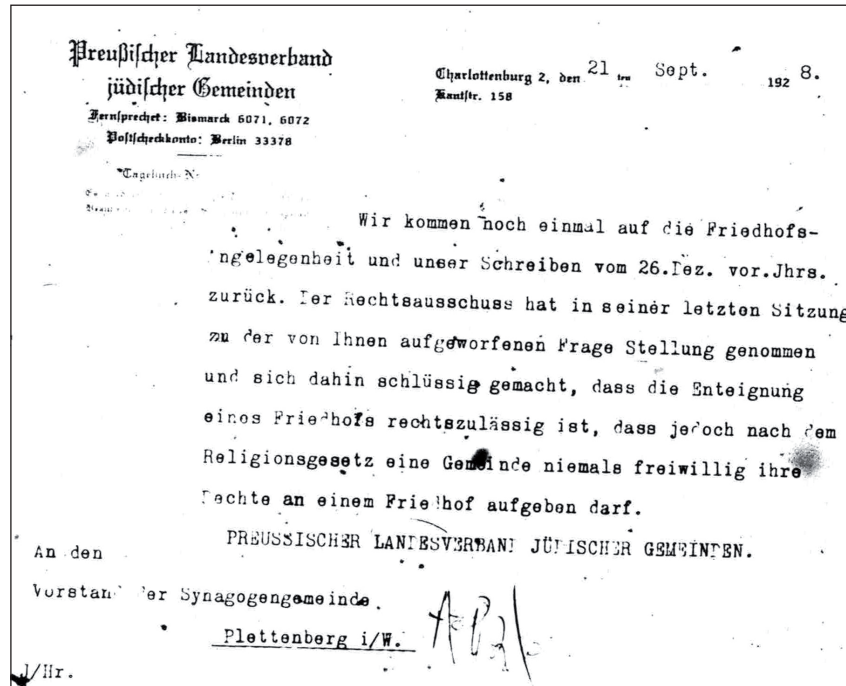 Preußischer Landesverband
jüdischer Gemeinden
Fernsprecher: Bismarck 6071, 6072
Postscheckkonto: Berlin 33378
Tagebuch-Nr
Charlottenburg 2, den 21 ten Sept. 192 8.
Kantstr. 158
Wir kommen noch einmal auf die Friedhofs-
ngelegenheit und unser Schreiben vom 26.Dez. vor.Jhrs.
zurück. Der Rechtsausschuss hat in seiner letzten Sitzung
zu der von Ihnen aufgeworfenen Frage Stellung genommen
und sich dahin schlüssig gemacht, dass die Enteignung
eines Friedhofs rechtszulässig ist, dass jedoch nach dem
Religionsgesetz eine Gemeinde niemals freiwillig ihre
Rechte an einem Friedhof aufgeben darf.
PREUSSISCHER LANDESVERBAND JÜDISCHER GEMEINDEN.
An den
Vorstand der Synagogengemeinde.
Plettenberg i/W.
J/Hr.